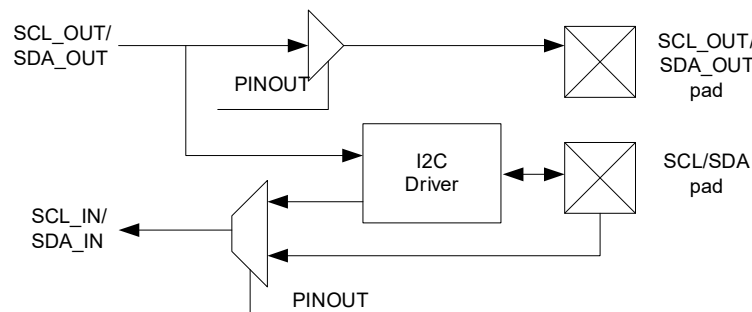 SCL_OUT/
SDA_OUT
PINOUT
SCL_OUT/
SDA_OUT
pad
I2C
Driver
SCL/SDA
pad
SCL_IN/
SDA_IN
PINOUT